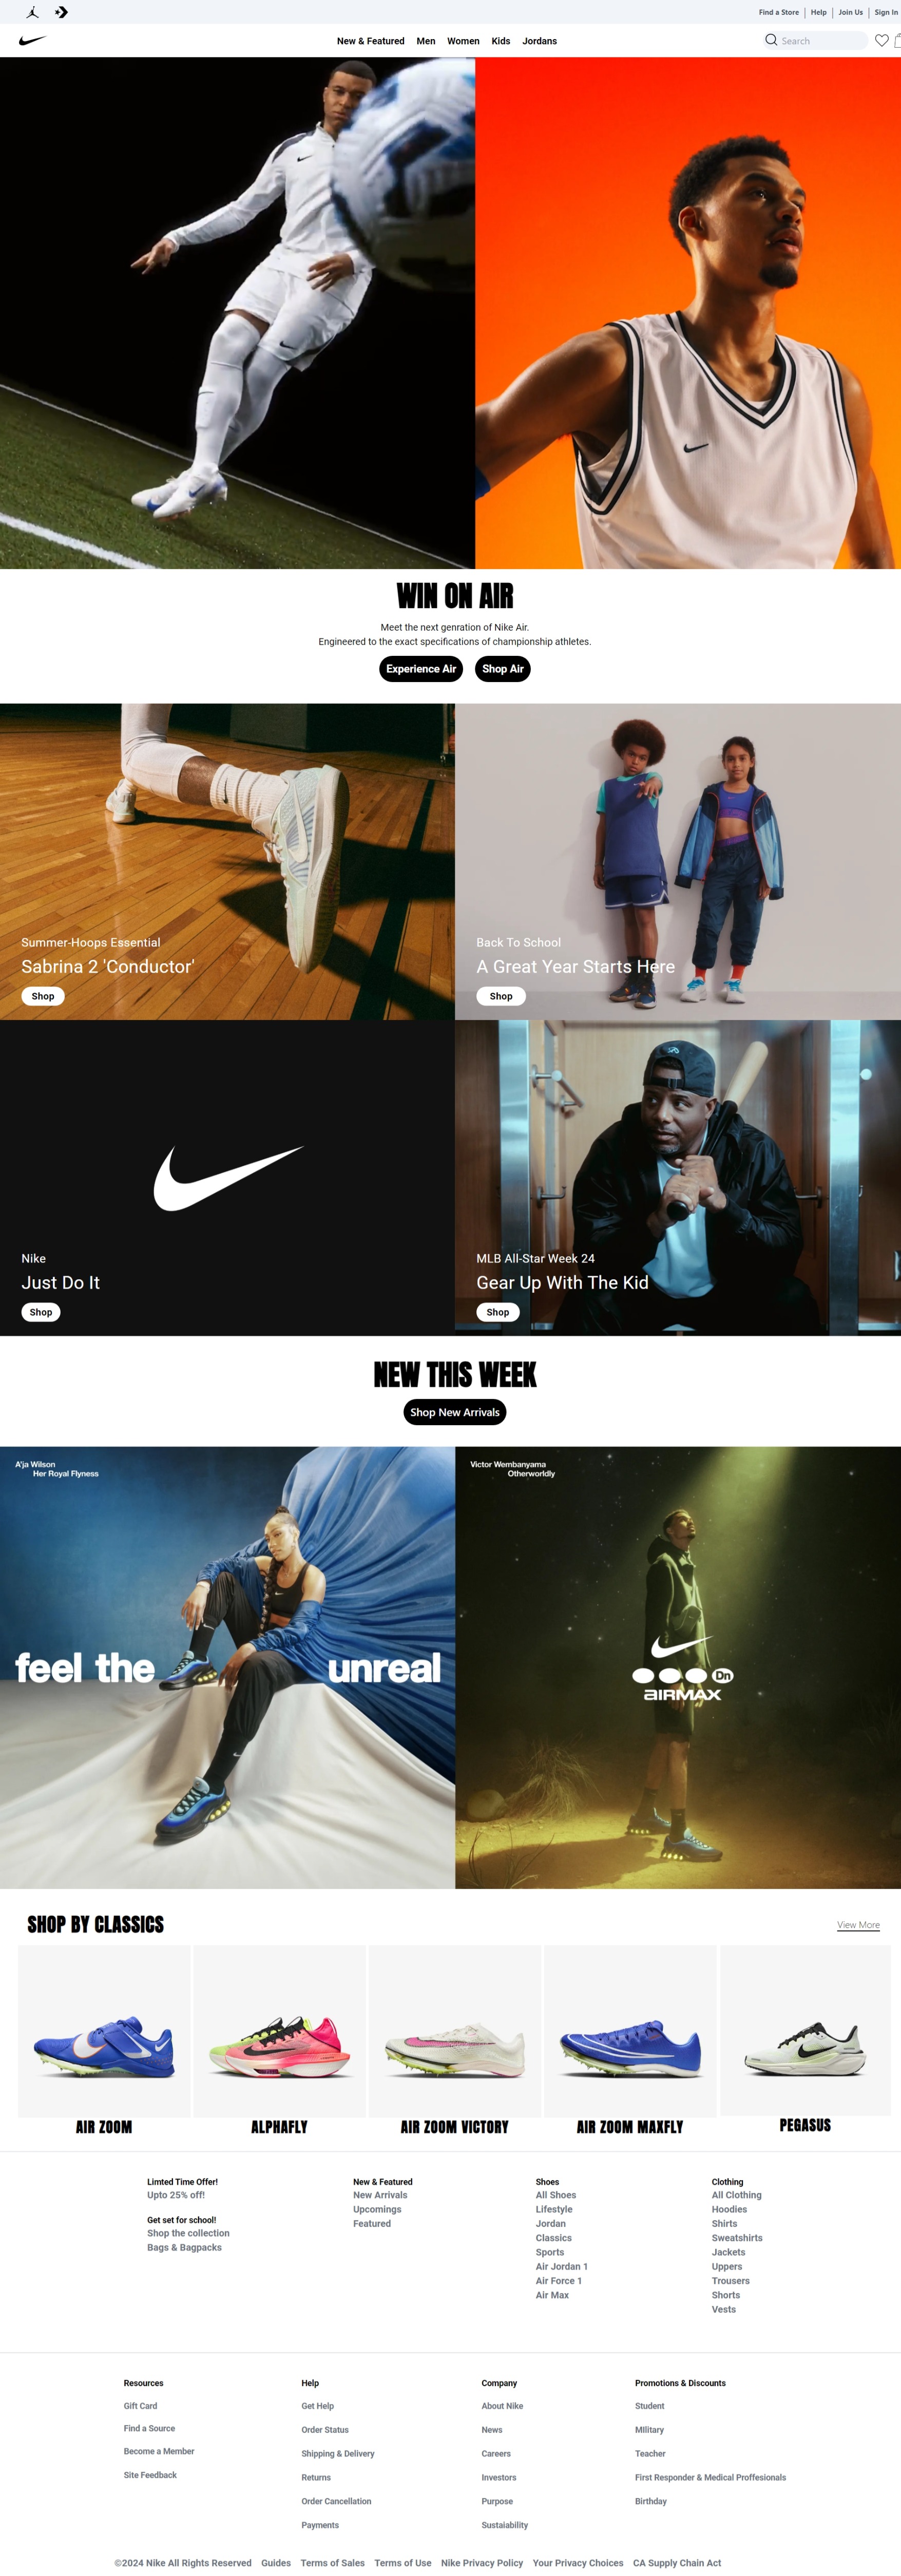 Find a Store | Help | Join Us | Sign In
New & Featured Men Women Kids Jordans
Search
WIN ON AIR
Meet the next genration of Nike Air.
Engineered to the exact specifications of championship athletes.
Experience Air Shop Air
Summer-Hoops Essential
Sabrina 2 'Conductor'
Shop
Back To School
A Great Year Starts Here
Shop
Nike
Just Do It
Shop
MLB All-Star Week 24
Gear Up With The Kid
Shop
NEW THIS WEEK
Shop New Arrivals
A'ja Wilson
Her Royal Flyness
feel the unreal
Victor Wembanyama
Otherworldly
Dn
AIRMAX
SHOP BY CLASSICS
View More
AIR ZOOM
ALPHAFLY
AIR ZOOM VICTORY
AIR ZOOM MAXFLY
PEGASUS
Limted Time Offer!
Upto 25% off!
Get set for school!
Shop the collection
Bags & Bagpacks
New & Featured
New Arrivals
Upcomings
Featured
Shoes
All Shoes
Lifestyle
Jordan
Classics
Sports
Air Jordan 1
Air Force 1
Air Max
Clothing
All Clothing
Hoodies
Shirts
Sweatshirts
Jackets
Uppers
Trousers
Shorts
Vests
Resources
Gift Card
Find a Source
Become a Member
Site Feedback
Help
Get Help
Order Status
Shipping & Delivery
Returns
Order Cancellation
Payments
Company
About Nike
News
Careers
Investors
Purpose
Sustaiability
Promotions & Discounts
Student
MIlitary
Teacher
First Responder & Medical Proffesionals
Birthday
©2024 Nike All Rights Reserved Guides Terms of Sales Terms of Use Nike Privacy Policy Your Privacy Choices CA Supply Chain Act